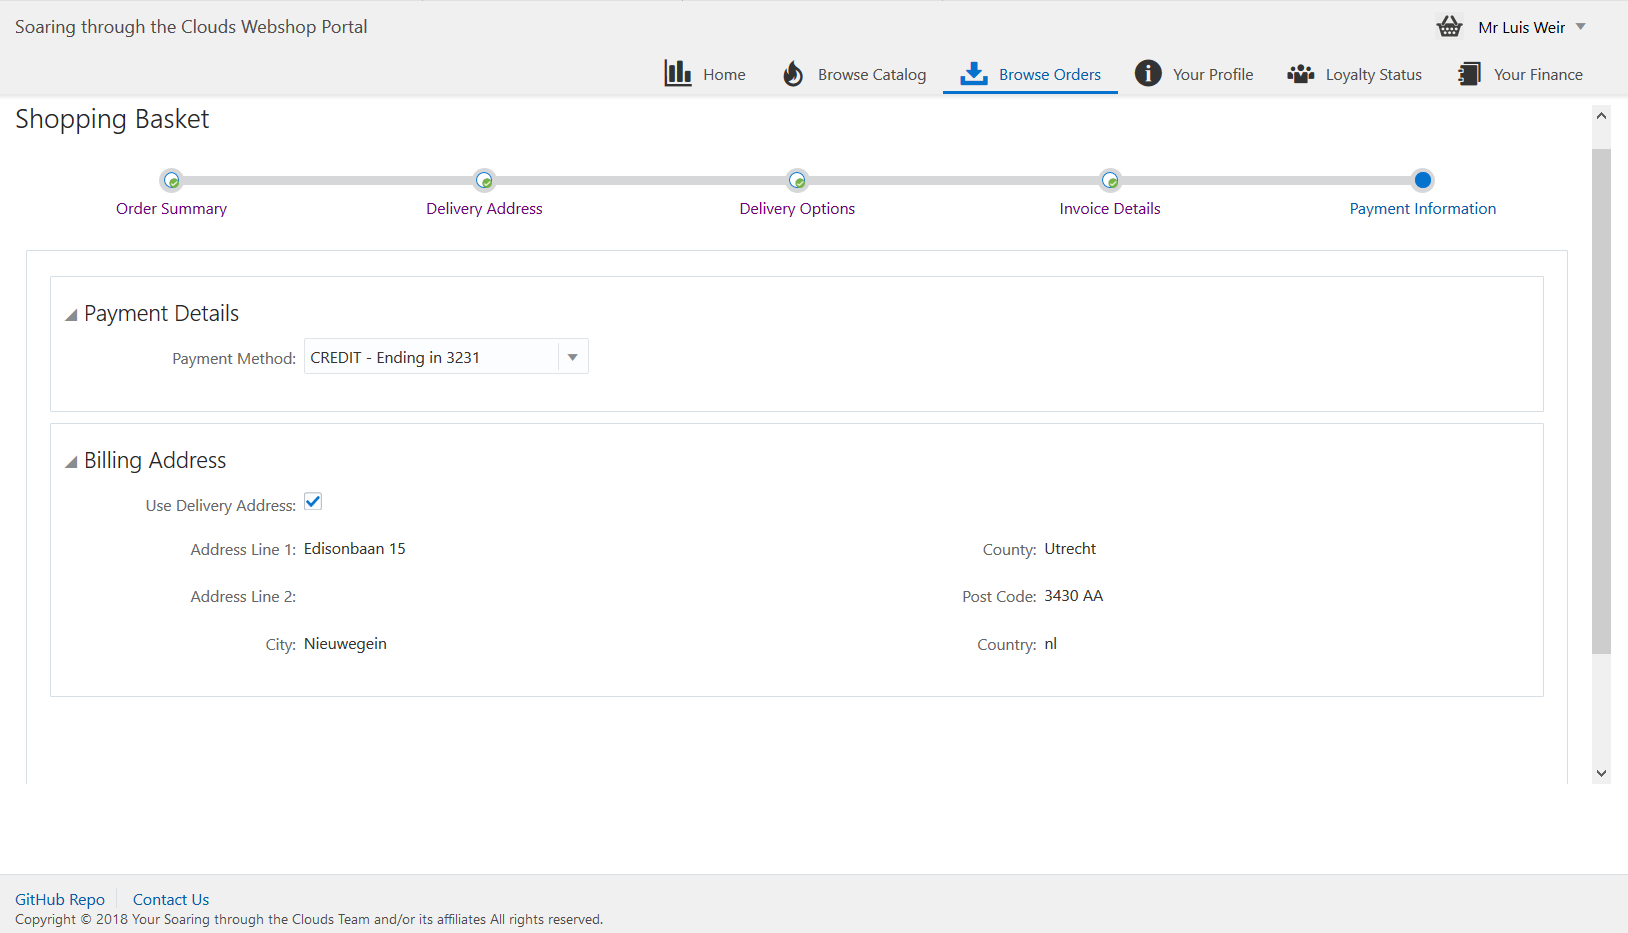 Soaring through the Clouds Webshop Portal
Mr Luis Weir
Home Browse Catalog Browse Orders Your Profile Loyalty Status Your Finance
Shopping Basket
Order Summary Delivery Address Delivery Options Invoice Details Payment Information
Payment Details
Payment Method: CREDIT - Ending in 3231
Billing Address
Use Delivery Address:
Address Line 1: Edisonbaan 15 County: Utrecht
Address Line 2: Post Code: 3430 AA
City: Nieuwegein Country: nl
GitHub Repo Contact Us
Copyright © 2018 Your Soaring through the Clouds Team and/or its affiliates All rights reserved.